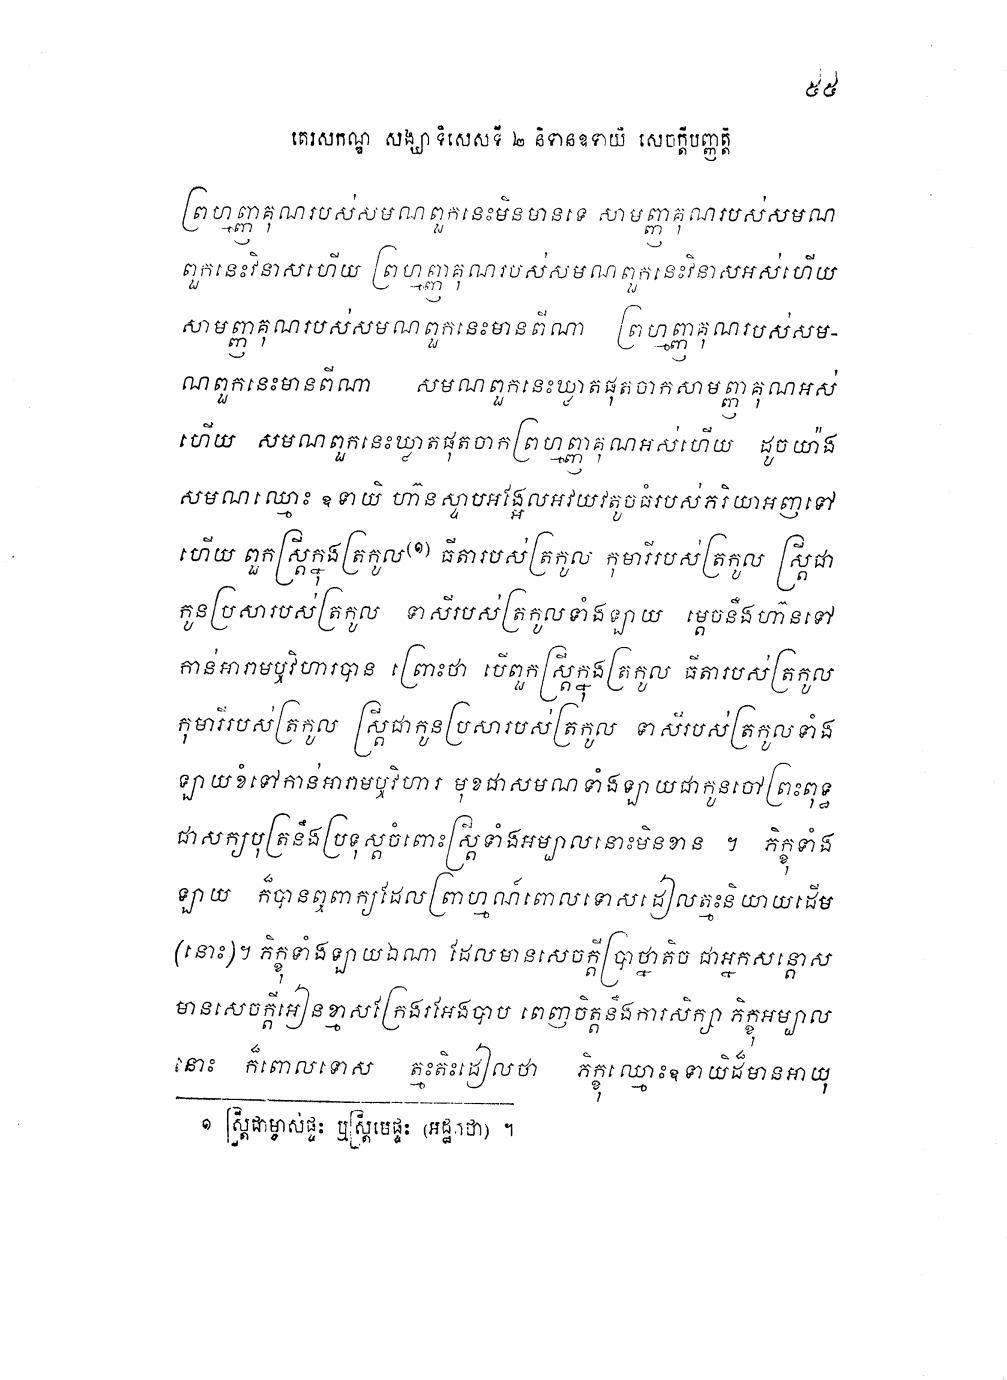 ៥៥
តេរសកណ្ឌ សង្ឃាទិសេសទី ២ និទានឧទាយី សេចក្តីបញ្ញត្តិ
ព្រហ្មញ្ញគុណរបស់សមណពួកនេះមិនមានទេ សាមញ្ញគុណរបស់សមណ
ពួកនេះវិនាសហើយ ព្រហ្មញ្ញគុណរបស់សមណពួកនេះវិនាសអស់ហើយ
សាមញ្ញគុណរបស់សមណពួកនេះមានពីណា ព្រហ្មញ្ញគុណរបស់សម-
ណពួកនេះមានពីណា សមណពួកនេះឃ្លាតផុតចាកសាមញ្ញគុណអស់
ហើយ សមណពួកនេះឃ្លាតផុតចាកព្រហ្មញ្ញគុណអស់ហើយ ដូចយ៉ាង
សមណឈ្មោះ ឧទាយិ ហ៊ានស្ទាបអង្អែលអវយវតូចធំរបស់ភរិយាអញទៅ
ហើយ ពួកស្ត្រីក្នុងត្រកូល(១) ធីតារបស់ត្រកូល កុមារីរបស់ត្រកូល ស្ត្រីជា
កូនប្រសារបស់ត្រកូល ទាសីរបស់ត្រកូលទាំងឡាយ ម្តេចនឹងហ៊ានទៅ
កាន់អារាមឬវិហារបាន ព្រោះថា បើពួកស្ត្រីក្នុងត្រកូល ធីតារបស់ត្រកូល
កុមារីរបស់ត្រកូល ស្ត្រីជាកូនប្រសារបស់ត្រកូល ទាសីរបស់ត្រកូលទាំង
ឡាយខំទៅកាន់អារាមឬវិហារ មុខជាសមណទាំងឡាយជាកូនចៅព្រះពុទ្ធ
ជាសក្យបុត្រនឹងប្រទុស្តចំពោះស្ត្រីទាំងអម្បាលនោះមិនខាន ។ ភិក្ខុទាំង
ឡាយ ក៏បានឮពាក្យដែលព្រាហ្មណ៍ពោលទោសដៀលត្មះនិយាយដើម
(នោះ)។ ភិក្ខុទាំងឡាយឯណា ដែលមានសេចក្តីប្រាថ្នាតិច ជាអ្នកសន្តោស
មានសេចក្តីអៀនខ្មាសក្រែងរអែងបាប ពេញចិត្តនឹងការសិក្សា ភិក្ខុអម្បាល
នោះ ក៏ពោលទោស ត្មះតិះដៀលថា ភិក្ខុឈ្មោះឧទាយិដ៏មានអាយុ
១ ស្ត្រីជាម្ចាស់ផ្ទះ ឬស្ត្រីមេផ្ទះ (អដ្ឋកថា) ។